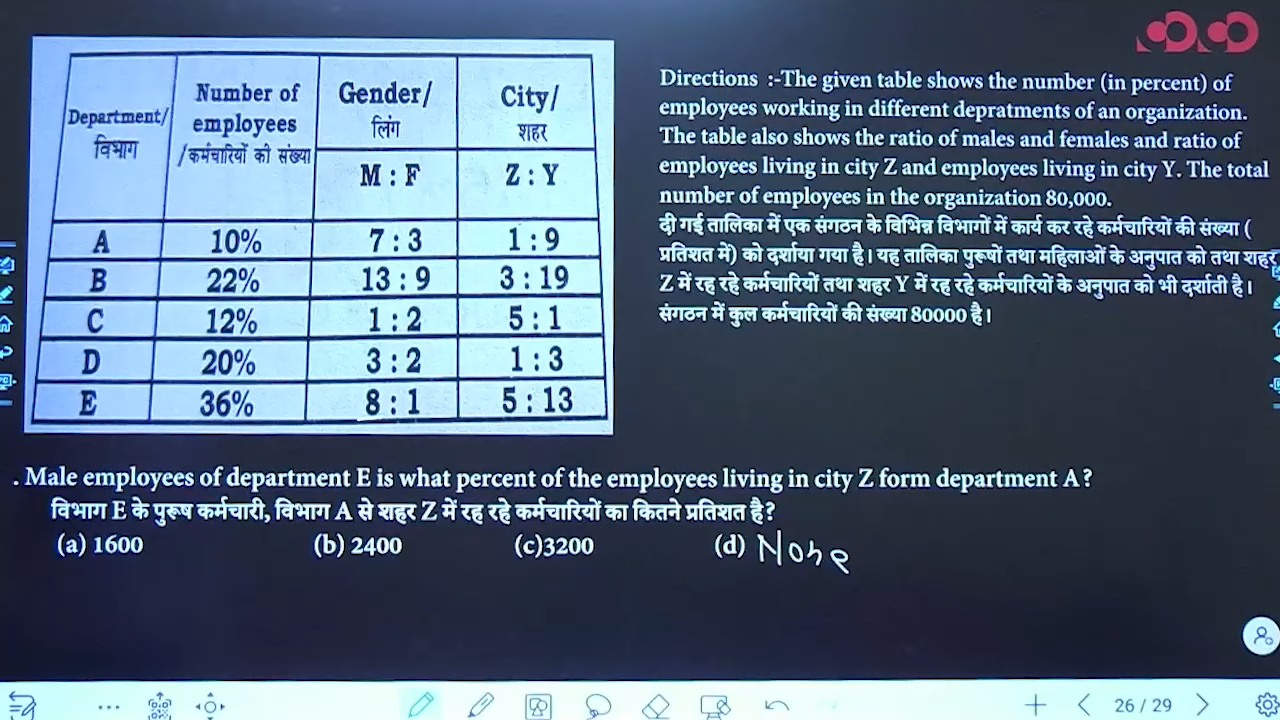 Department/
विभाग
Number of
employees
/कर्मचारियों की संख्या
Gender/
लिंग
City/
शहर
M : F
Z : Y
A 10% 7 : 3 1 : 9
B 22% 13 : 9 3 : 19
C 12% 1 : 2 5 : 1
D 20% 3 : 2 1 : 3
E 36% 8 : 1 5 : 13
Directions :-The given table shows the number (in percent) of
employees working in different depratments of an organization.
The table also shows the ratio of males and females and ratio of
employees living in city Z and employees living in city Y. The total
number of employees in the organization 80,000.
दी गई तालिका में एक संगठन के विभिन्न विभागों में कार्य कर रहे कर्मचारियों की संख्या (
प्रतिशत में) को दर्शाया गया है। यह तालिका पुरूषों तथा महिलाओं के अनुपात को तथा शहर
Z में रह रहे कर्मचारियों तथा शहर Y में रह रहे कर्मचारियों के अनुपात को भी दर्शाती है।
संगठन में कुल कर्मचारियों की संख्या 80000 है।
. Male employees of department E is what percent of the employees living in city Z form department A?
विभाग E के पुरूष कर्मचारी, विभाग A से शहर Z में रह रहे कर्मचारियों का कितने प्रतिशत है?
(a) 1600 (b) 2400 (c)3200 (d) None
26 / 29